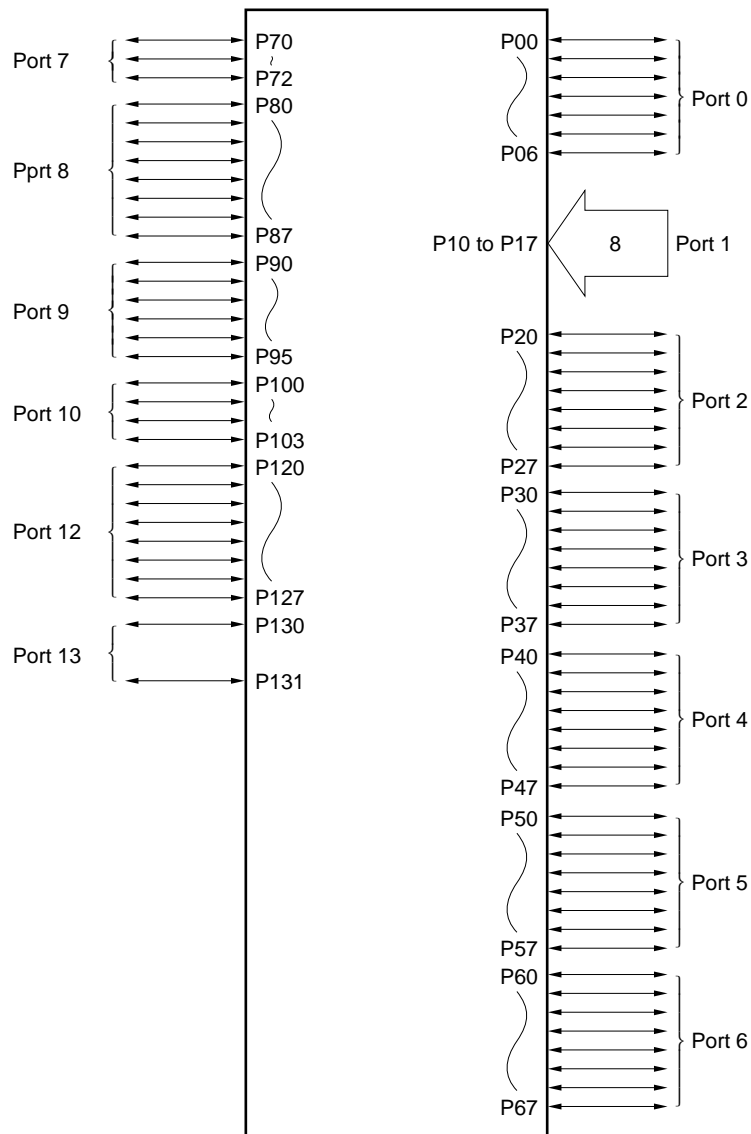 Port 7
P70
~
P72
Pprt 8
P80
P87
Port 9
P90
P95
Port 10
P100
~
P103
Port 12
P120
P127
Port 13
P130
P131
P00
P06
Port 0
P10 to P17
8
Port 1
P20
P27
Port 2
P30
P37
Port 3
P40
P47
Port 4
P50
P57
Port 5
P60
P67
Port 6